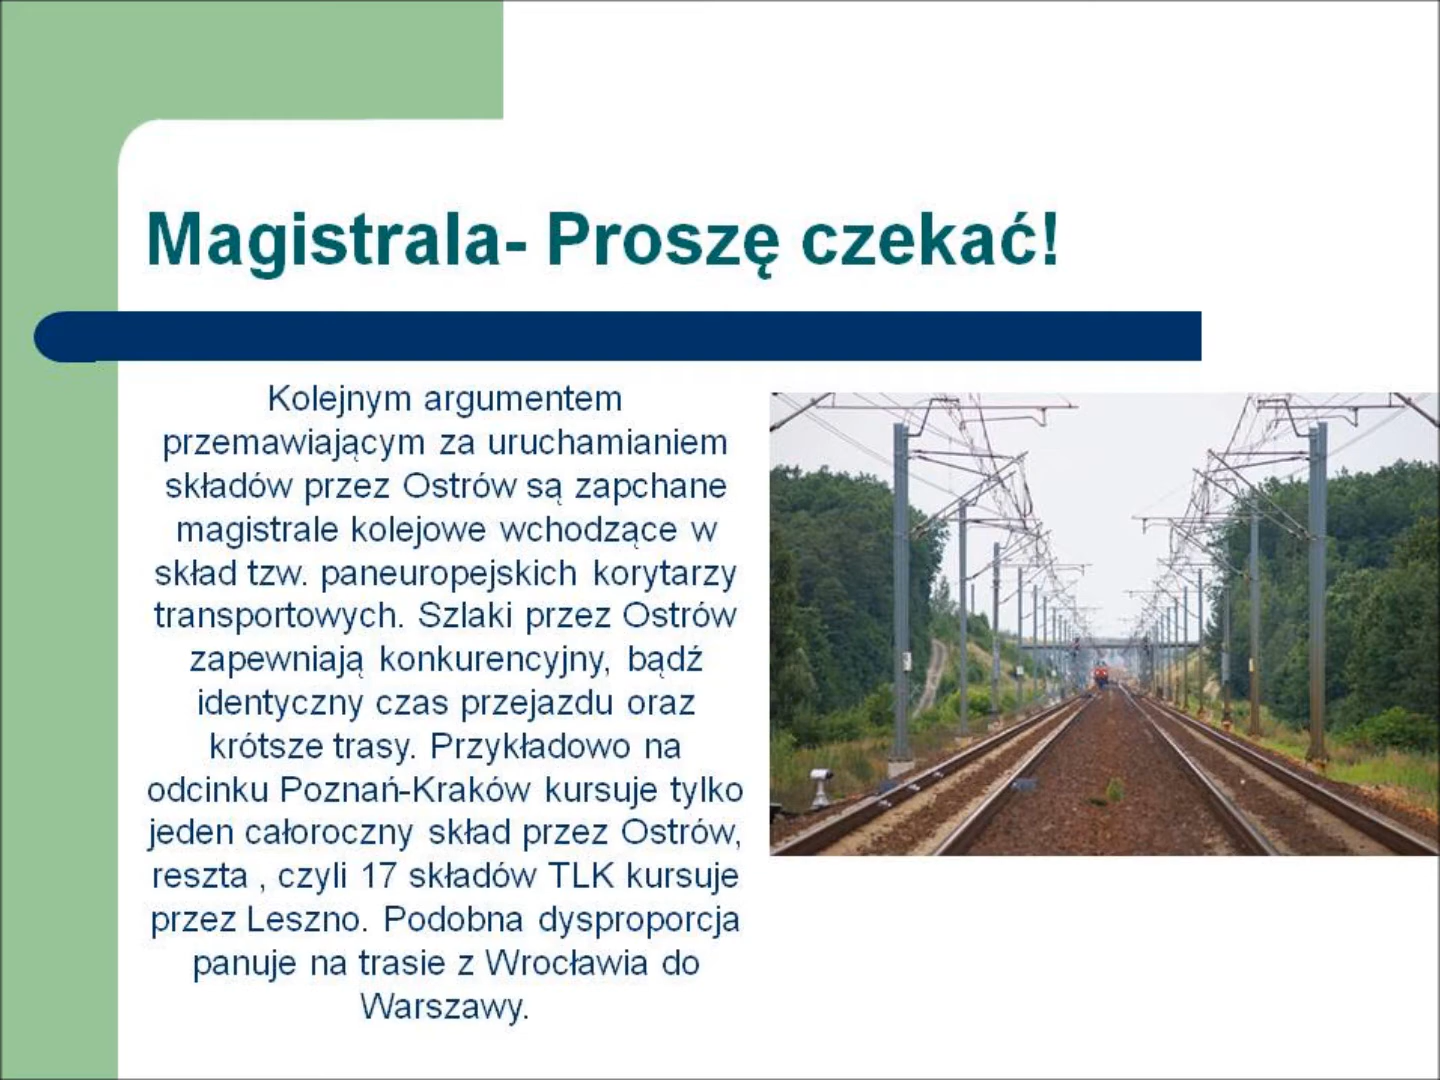 Magistrala- Proszę czekać!
Kolejnym argumentem
przemawiającym za uruchamianiem
składów przez Ostrów są zapchane
magistrale kolejowe wchodzące w
skład tzw. paneuropejskich korytarzy
transportowych. Szlaki przez Ostrów
zapewniają konkurencyjny, bądź
identyczny czas przejazdu oraz
krótsze trasy. Przykładowo na
odcinku Poznań-Kraków kursuje tylko
jeden całoroczny skład przez Ostrów,
reszta , czyli 17 składów TLK kursuje
przez Leszno. Podobna dysproporcja
panuje na trasie z Wrocławia do
Warszawy.